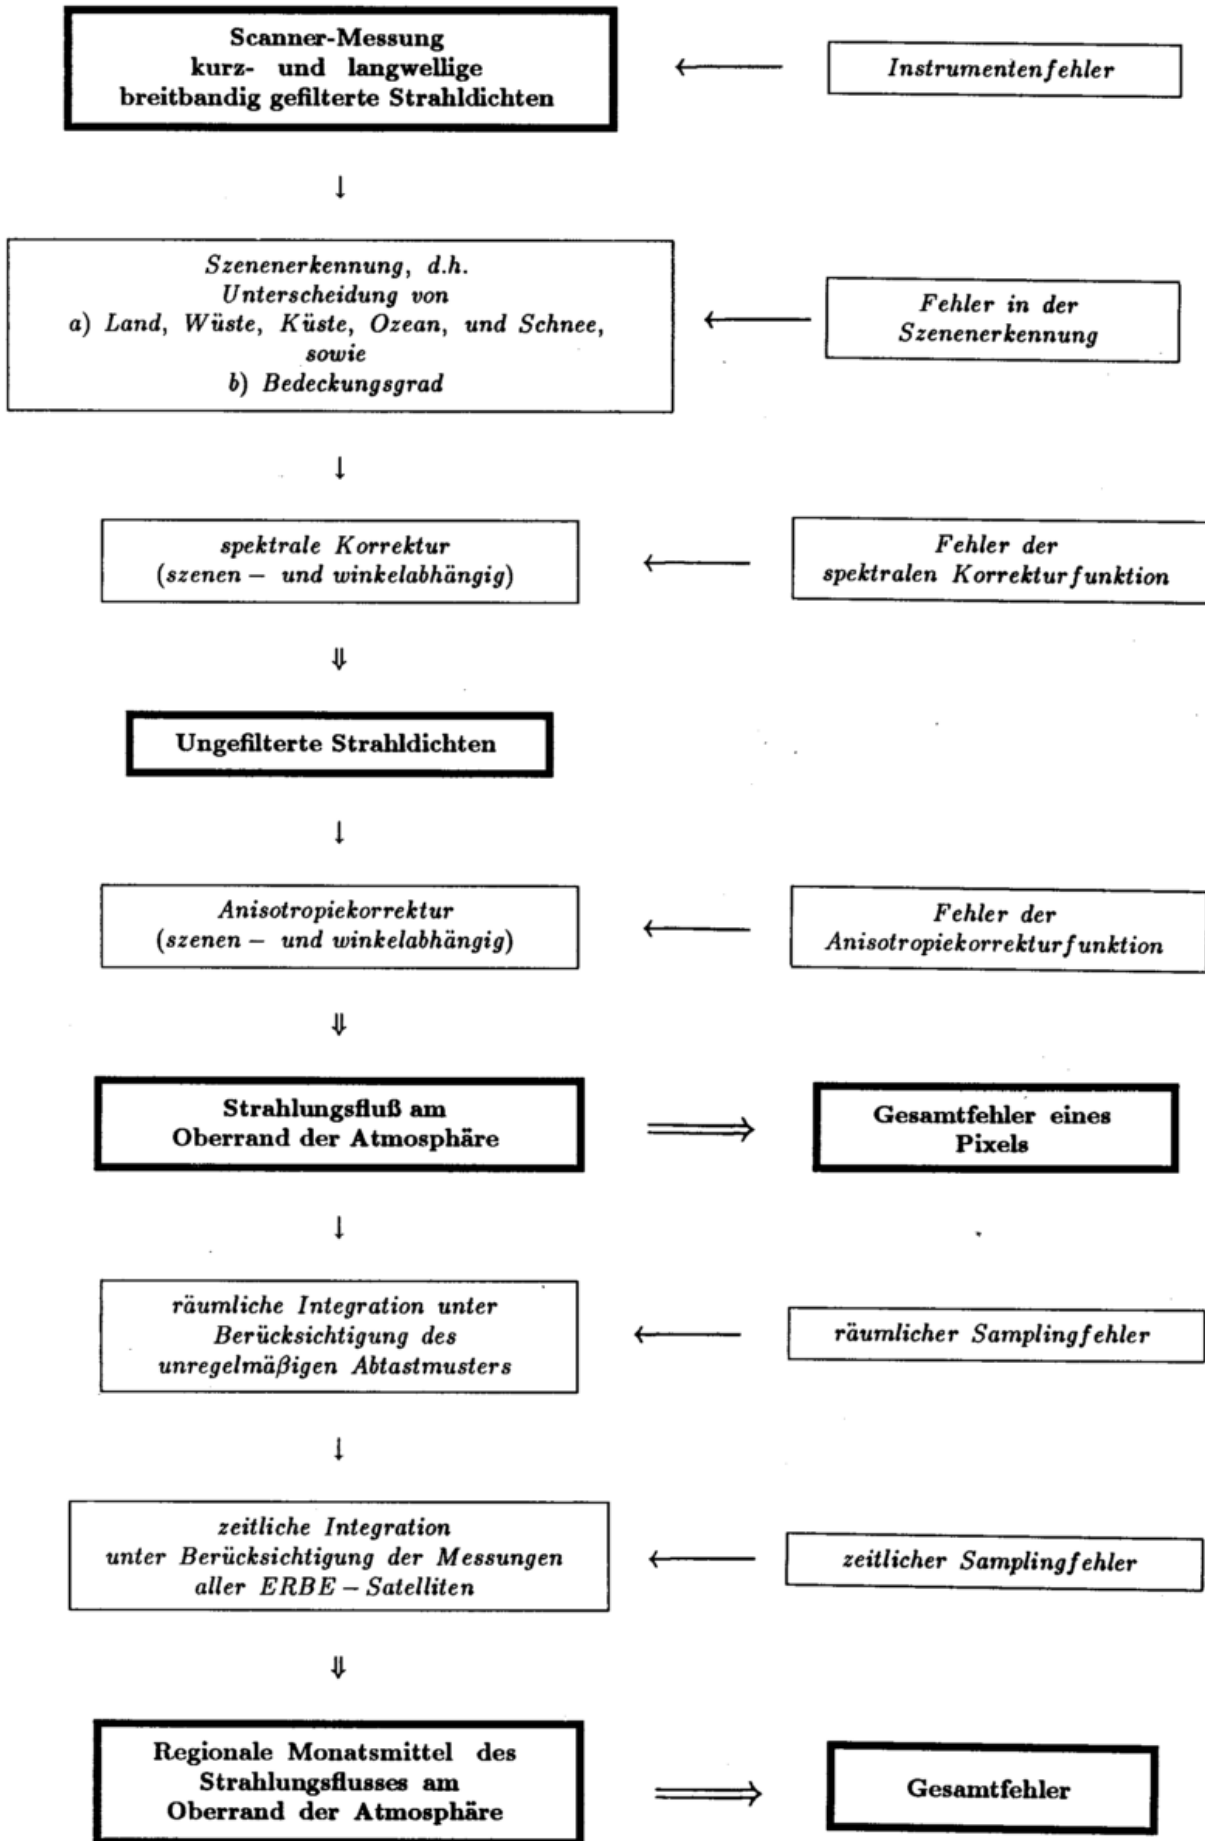 Scanner-Messung
kurz- und langwellige
breitbandig gefilterte Strahldichten
Instrumentenfehler
Szenenerkennung, d.h.
Unterscheidung von
a) Land, Wüste, Küste, Ozean, und Schnee,
sowie
b) Bedeckungsgrad
Fehler in der
Szenenerkennung
spektrale Korrektur
(szenen – und winkelabhängig)
Fehler der
spektralen Korrekturfunktion
Ungefilterte Strahldichten
Anisotropiekorrektur
(szenen – und winkelabhängig)
Fehler der
Anisotropiekorrekturfunktion
Strahlungsfluß am
Oberrand der Atmosphäre
Gesamtfehler eines
Pixels
räumliche Integration unter
Berücksichtigung des
unregelmäßigen Abtastmusters
räumlicher Samplingfehler
zeitliche Integration
unter Berücksichtigung der Messungen
aller ERBE – Satelliten
zeitlicher Samplingfehler
Regionale Monatsmittel des
Strahlungsflusses am
Oberrand der Atmosphäre
Gesamtfehler